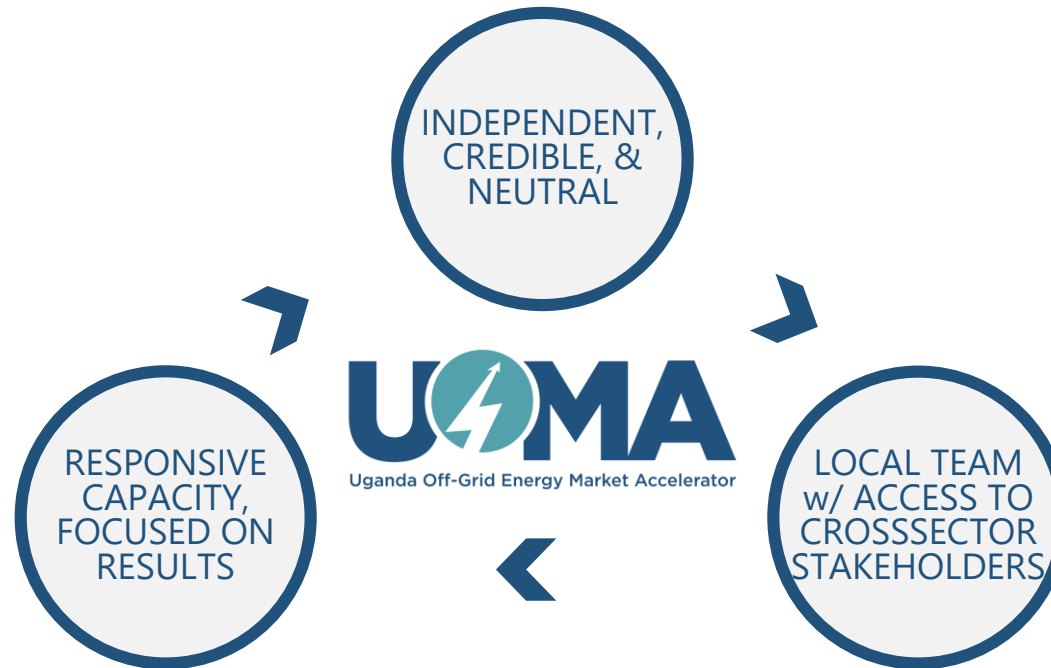 INDEPENDENT,
CREDIBLE, &
NEUTRAL
UOMA
Uganda Off-Grid Energy Market Accelerator
RESPONSIVE
CAPACITY,
FOCUSED ON
RESULTS
LOCAL TEAM
w/ ACCESS TO
CROSSSECTOR
STAKEHOLDERS